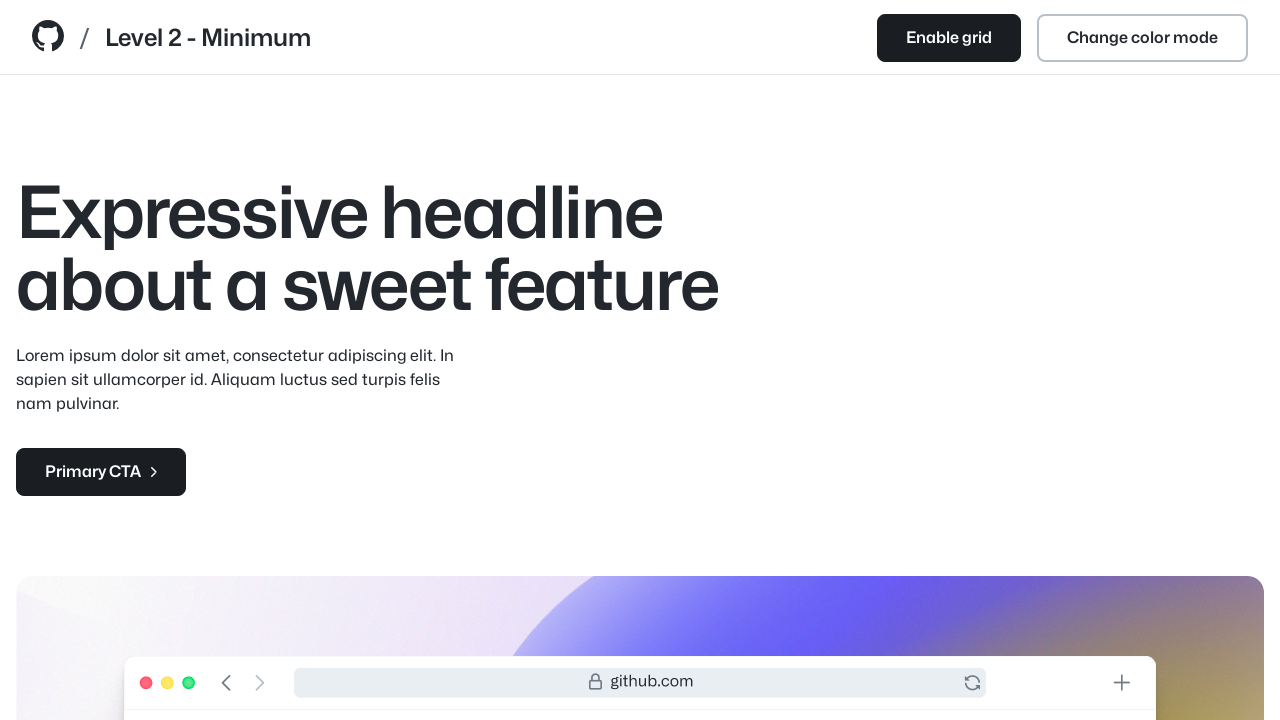 / Level 2 - Minimum
Enable grid
Change color mode
Expressive headline
about a sweet feature
Lorem ipsum dolor sit amet, consectetur adipiscing elit. In
sapien sit ullamcorper id. Aliquam luctus sed turpis felis
nam pulvinar.
Primary CTA
github.com